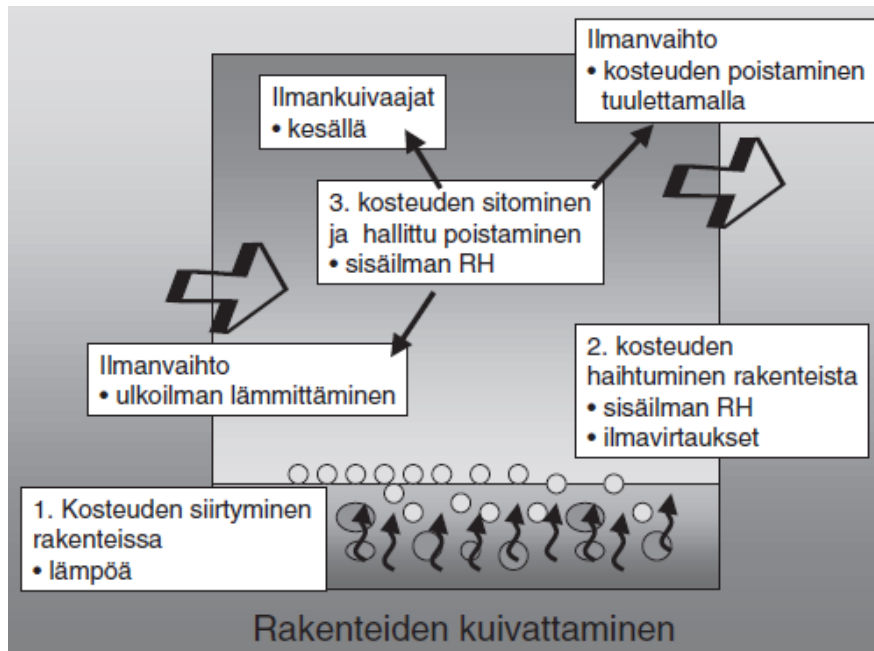 Ilmanvaihto
• kosteuden poistaminen
tuulettamalla
Ilmankuivaajat
• kesällä
3. kosteuden sitominen
ja hallittu poistaminen
• sisäilman RH
Ilmanvaihto
• ulkoilman lämmittäminen
2. kosteuden
haihtuminen rakenteista
• sisäilman RH
• ilmavirtaukset
1. Kosteuden siirtyminen
rakenteissa
• lämpöä
Rakenteiden kuivattaminen